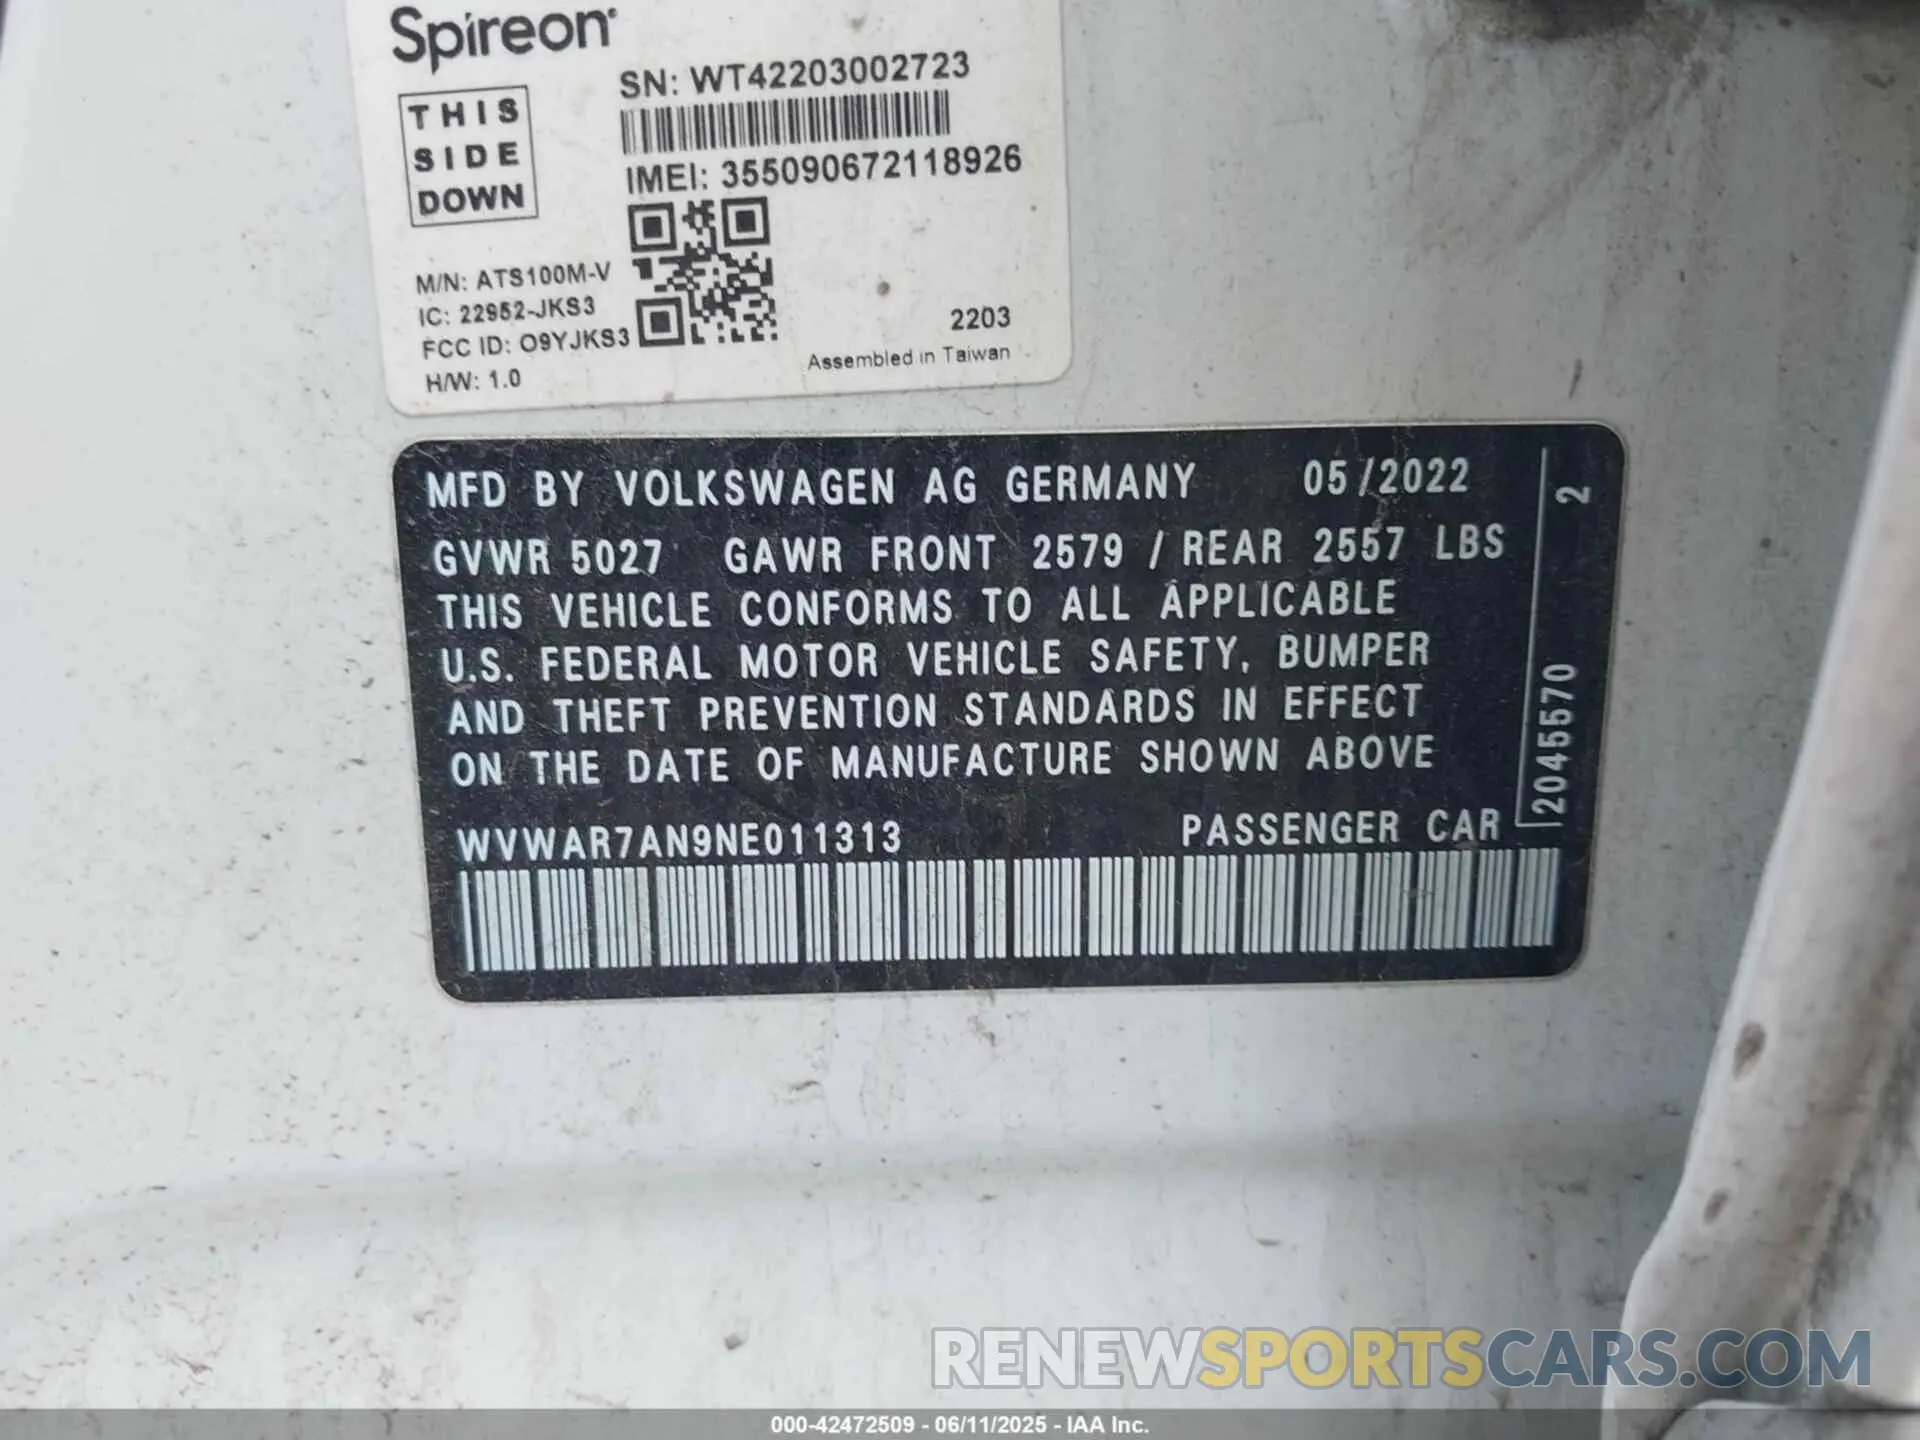 Spireon
THIS
SIDE
DOWN
SN: WT42203002723
IMEI: 355090672118926
M/N: ATS100M-V
IC: 22952-JKS3
FCC ID: O9YJKS3
H/W: 1.0
2203
Assembled in Taiwan
MFD BY VOLKSWAGEN AG GERMANY 05/2022
GVWR 5027 GAWR FRONT 2579 / REAR 2557 LBS
THIS VEHICLE CONFORMS TO ALL APPLICABLE
U.S. FEDERAL MOTOR VEHICLE SAFETY, BUMPER
AND THEFT PREVENTION STANDARDS IN EFFECT
ON THE DATE OF MANUFACTURE SHOWN ABOVE
WVWAR7AN9NE011313 PASSENGER CAR
2045570 2
RENEWSPORTSCARS.COM
000-42472509 - 06/11/2025 - IAA Inc.